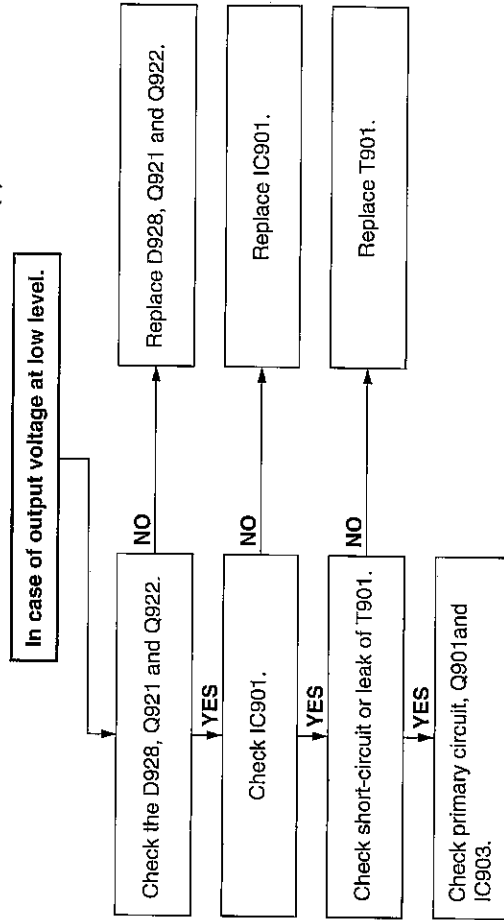 In case of output voltage at low level.
Check the D928, Q921 and Q922.
NO
Replace D928, Q921 and Q922.
YES
Check IC901.
NO
Replace IC901.
YES
Check short-circuit or leak of T901.
NO
Replace T901.
YES
Check primary circuit, Q901and
IC903.